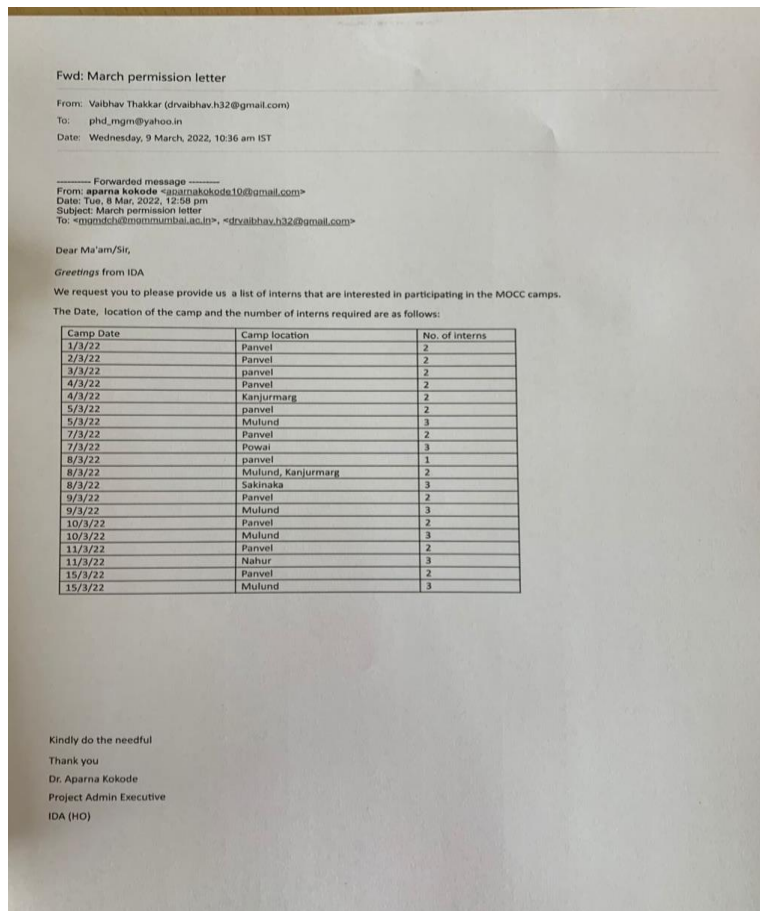 Fwd: March permission letter
From: Vaibhav Thakkar (drvaibhav.h32@gmail.com)
To: phd_mgm@yahoo.in
Date: Wednesday, 9 March, 2022, 10:36 am IST
---------- Forwarded message ---------
From: aparna kokode <aparnakokode10@gmail.com>
Date: Tue, 8 Mar, 2022, 12:58 pm
Subject: March permission letter
To: <mgmdch@mgmmumbai.ac.in>, <drvaibhav.h32@gmail.com>
Dear Ma'am/Sir,
Greetings from IDA
We request you to please provide us a list of interns that are interested in participating in the MOCC camps.
The Date, location of the camp and the number of interns required are as follows:
Camp Date Camp location No. of interns
1/3/22 Panvel 2
2/3/22 Panvel 2
3/3/22 panvel 2
4/3/22 Panvel 2
4/3/22 Kanjurmarg 2
5/3/22 panvel 2
5/3/22 Mulund 3
7/3/22 Panvel 2
7/3/22 Powai 3
8/3/22 panvel 1
8/3/22 Mulund, Kanjurmarg 2
8/3/22 Sakinaka 3
9/3/22 Panvel 2
9/3/22 Mulund 3
10/3/22 Panvel 2
10/3/22 Mulund 3
11/3/22 Panvel 2
11/3/22 Nahur 3
15/3/22 Panvel 2
15/3/22 Mulund 3
Kindly do the needful
Thank you
Dr. Aparna Kokode
Project Admin Executive
IDA (HO)